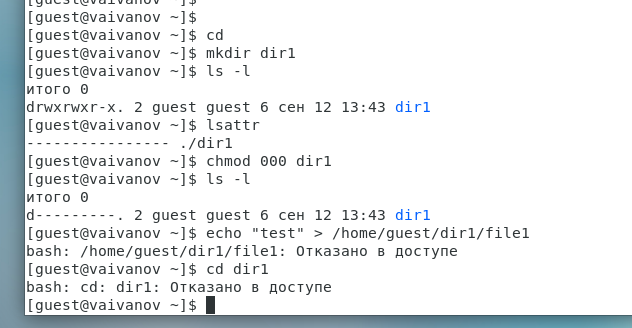 [guest@vaivanov ~]$
[guest@vaivanov ~]$ cd
[guest@vaivanov ~]$ mkdir dir1
[guest@vaivanov ~]$ ls -l
итого 0
drwxrwxr-x. 2 guest guest 6 сен 12 13:43 dir1
[guest@vaivanov ~]$ lsattr
---------------- ./dir1
[guest@vaivanov ~]$ chmod 000 dir1
[guest@vaivanov ~]$ ls -l
итого 0
d---------. 2 guest guest 6 сен 12 13:43 dir1
[guest@vaivanov ~]$ echo "test" > /home/guest/dir1/file1
bash: /home/guest/dir1/file1: Отказано в доступе
[guest@vaivanov ~]$ cd dir1
bash: cd: dir1: Отказано в доступе
[guest@vaivanov ~]$